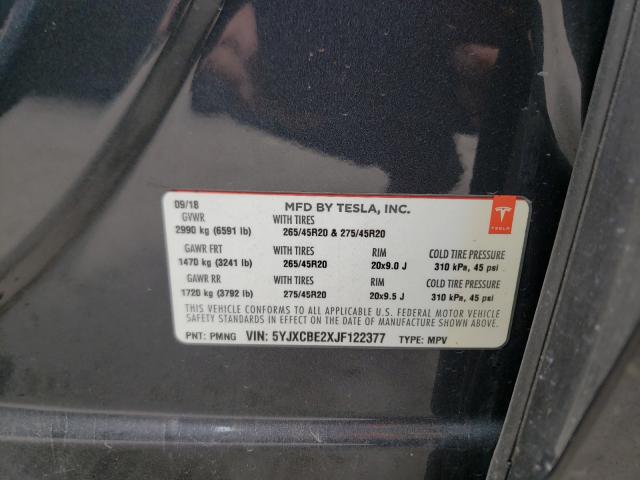 09/18 MFD BY TESLA, INC.
GVWR WITH TIRES
2990 kg (6591 lb) 265/45R20 & 275/45R20
GAWR FRT WITH TIRES RIM COLD TIRE PRESSURE
1470 kg (3241 lb) 265/45R20 20x9.0 J 310 kPa, 45 psi
GAWR RR WITH TIRES RIM COLD TIRE PRESSURE
1720 kg (3792 lb) 275/45R20 20x9.5 J 310 kPa, 45 psi
THIS VEHICLE CONFORMS TO ALL APPLICABLE U.S. FEDERAL MOTOR VEHICLE
SAFETY STANDARDS IN EFFECT ON THE DATE OF MANUFACTURE SHOWN ABOVE.
PNT: PMNG VIN: 5YJXCBE2XJF122377 TYPE: MPV
TESLA